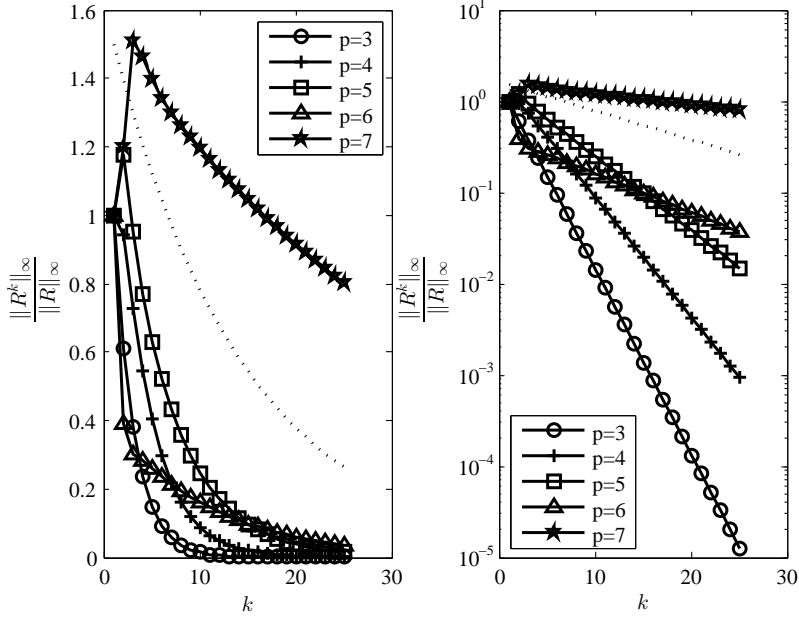 1.6
1.4
1.2
1
0.8
0.6
0.4
0.2
0
0 10 20 30
k
‖R^k‖_∞
‖R‖_∞
p=3
p=4
p=5
p=6
p=7
10^1
10^0
10^−1
10^−2
10^−3
10^−4
10^−5
0 10 20 30
k
‖R^k‖_∞
‖R‖_∞
p=3
p=4
p=5
p=6
p=7